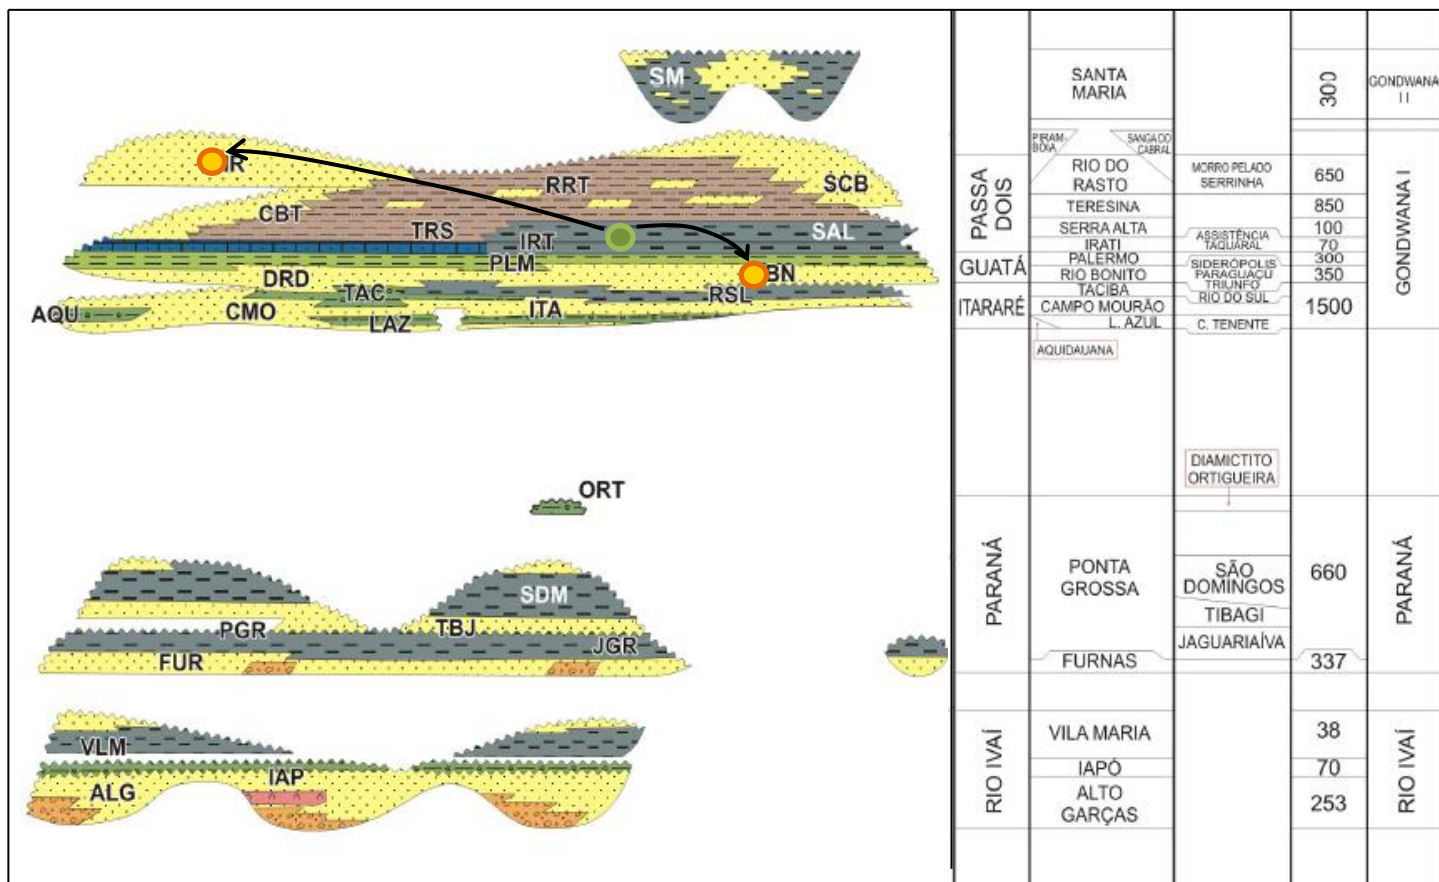 SM
IR
RRT
SCB
CBT
TRS
IRT
SAL
PLM
DRD
BN
TAC
RSL
AQU
CMO
ITA
LAZ
ORT
SDM
PGR
TBJ
JGR
FUR
VLM
IAP
ALG
SANTA
MARIA
300
GONDWANA
II
PIRAM-
BÓIA
SANGA DO
CABRAL
PASSA
DOIS
RIO DO
RASTO
MORRO PELADO
SERRINHA
650
GONDWANA I
TERESINA
850
SERRA ALTA
100
ASSISTÊNCIA
IRATI
TAQUARAL
70
GUATÁ
PALERMO
SIDERÓPOLIS
300
RIO BONITO
PARAGUAÇU
350
TRIUNFO
ITARARÉ
TACIBA
RIO DO SUL
CAMPO MOURÃO
1500
L. AZUL
C. TENENTE
AQUIDAUANA
DIAMICTITO
ORTIGUEIRA
PARANÁ
PONTA
GROSSA
SÃO
DOMINGOS
660
PARANÁ
TIBAGI
JAGUARIAÍVA
FURNAS
337
RIO IVAÍ
VILA MARIA
38
RIO IVAÍ
IAPÓ
70
ALTO
GARÇAS
253